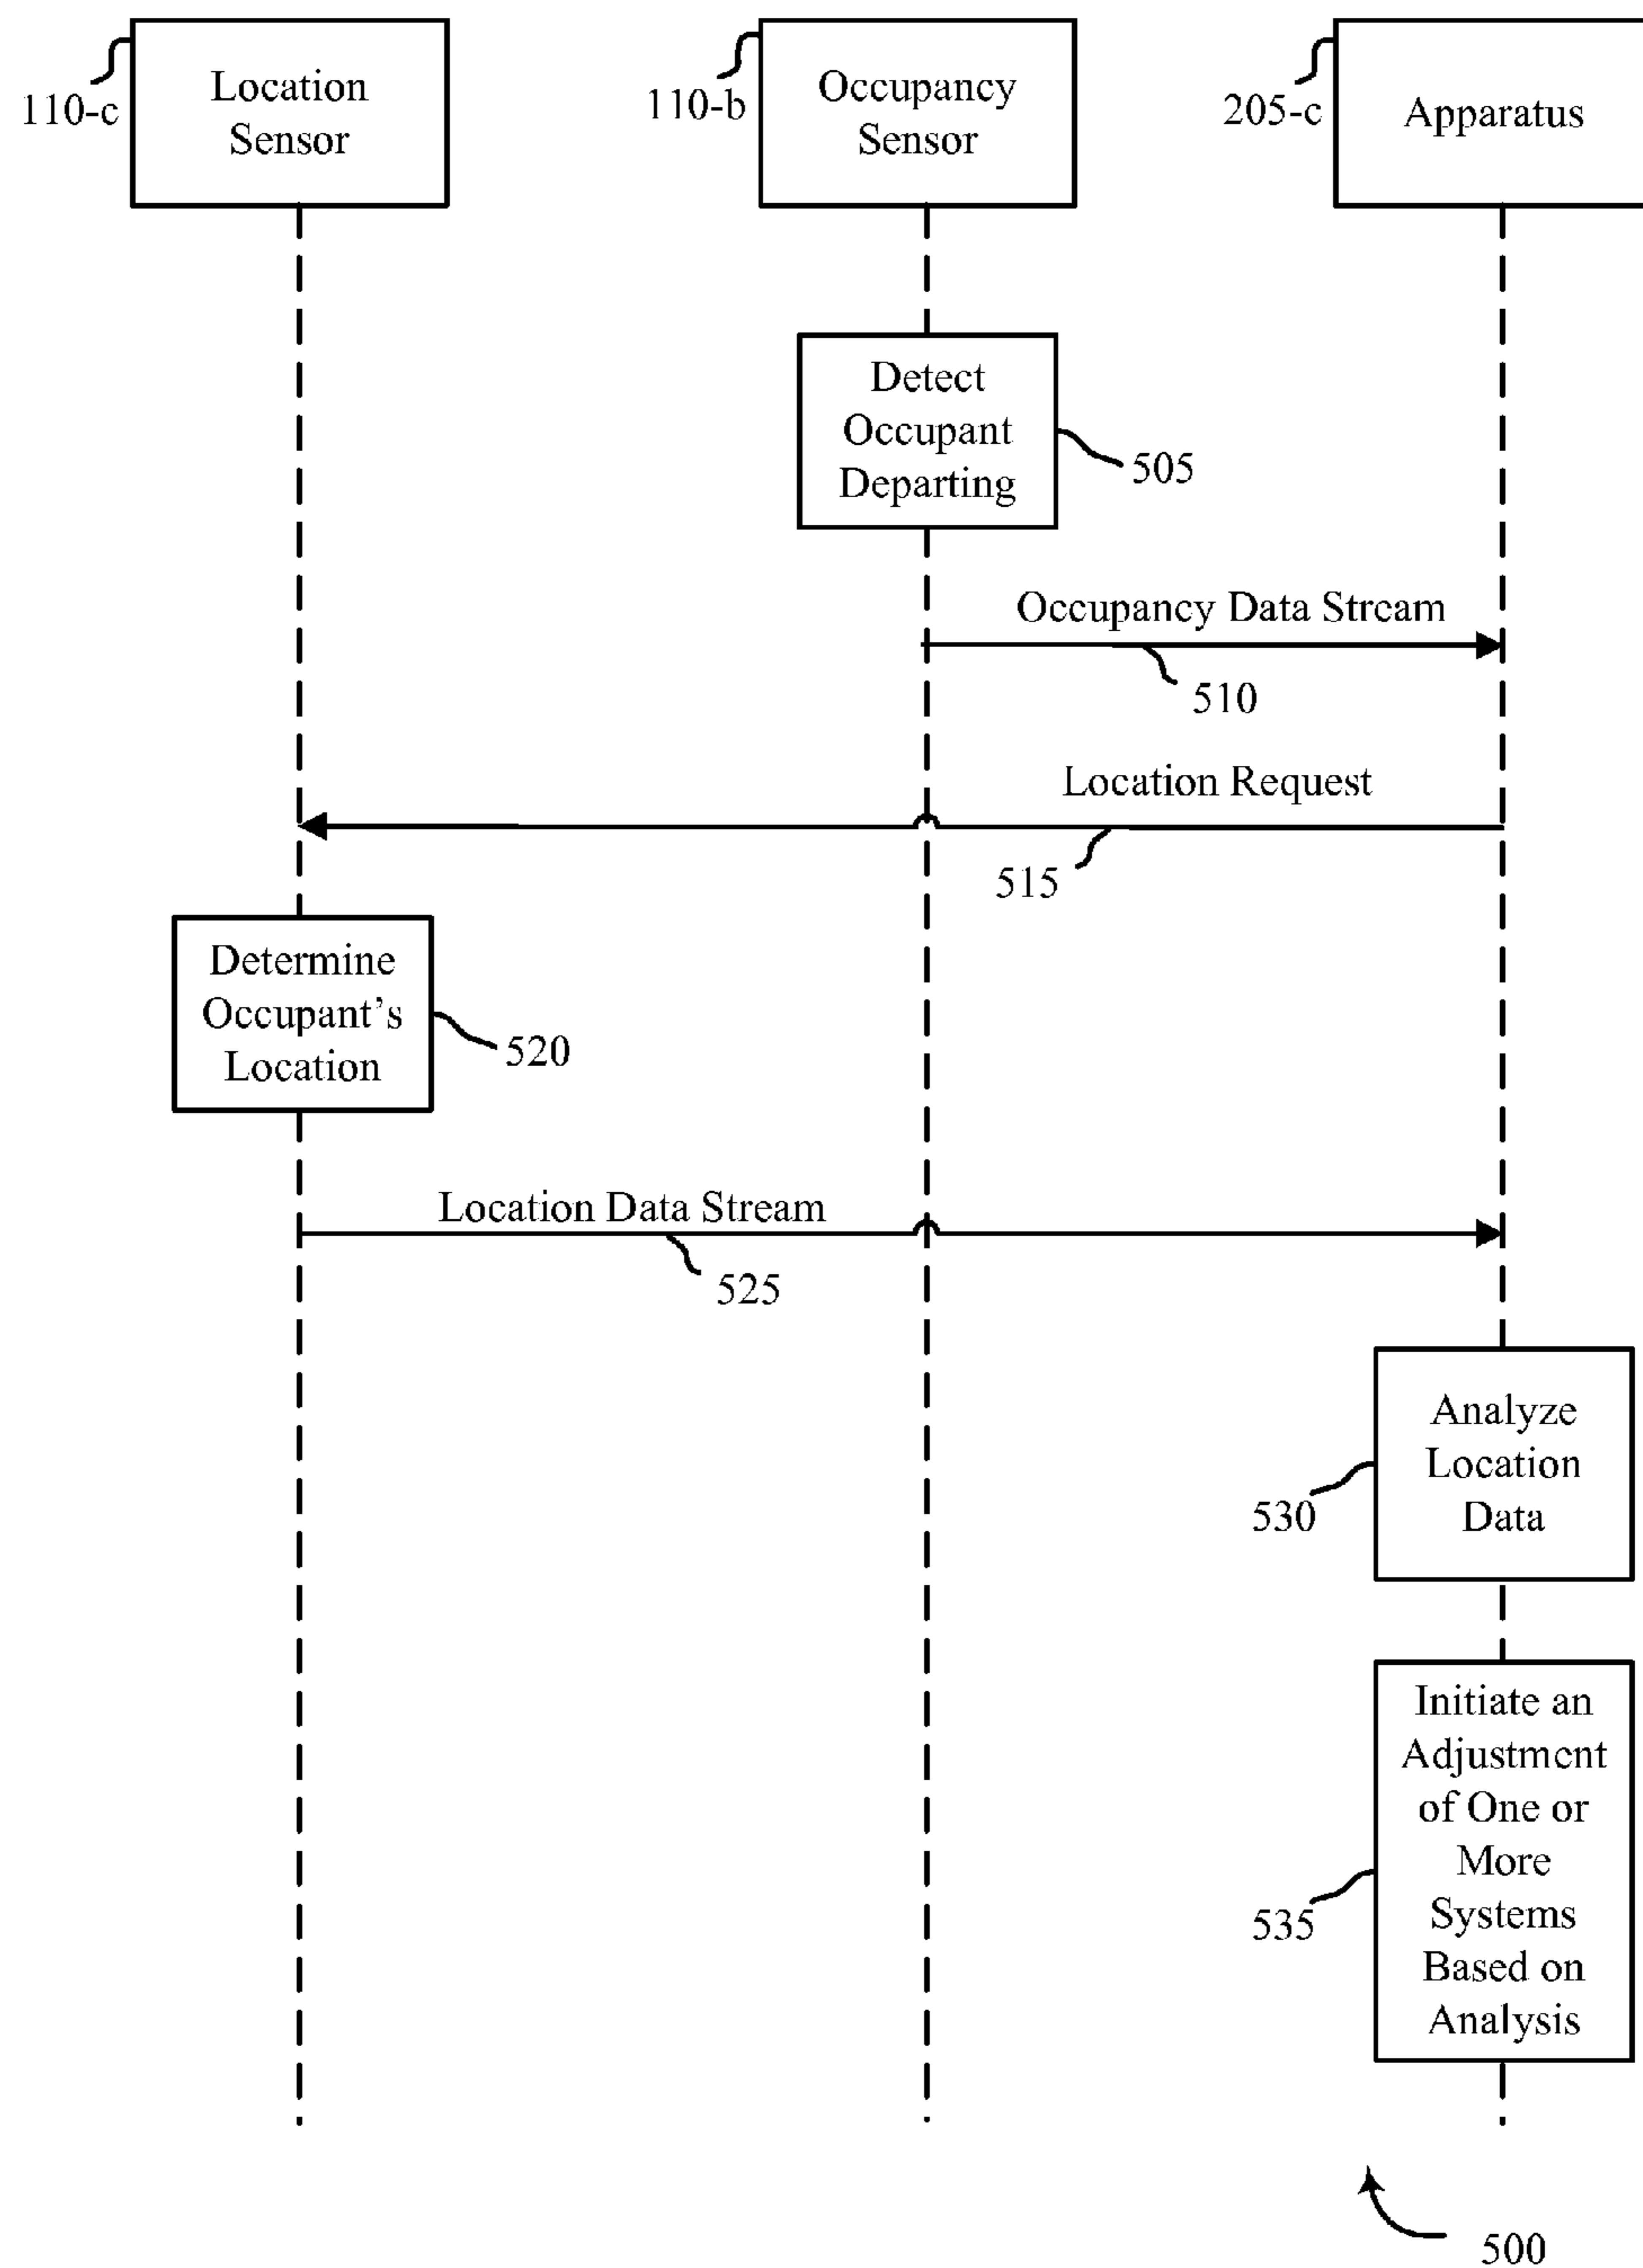 110-c
Location
Sensor
110-b
Occupancy
Sensor
205-c
Apparatus
Detect
Occupant
Departing
505
Occupancy Data Stream
510
Location Request
515
Determine
Occupant's
Location
520
Location Data Stream
525
Analyze
Location
Data
530
Initiate an
Adjustment
of One or
More
Systems
Based on
Analysis
535
500